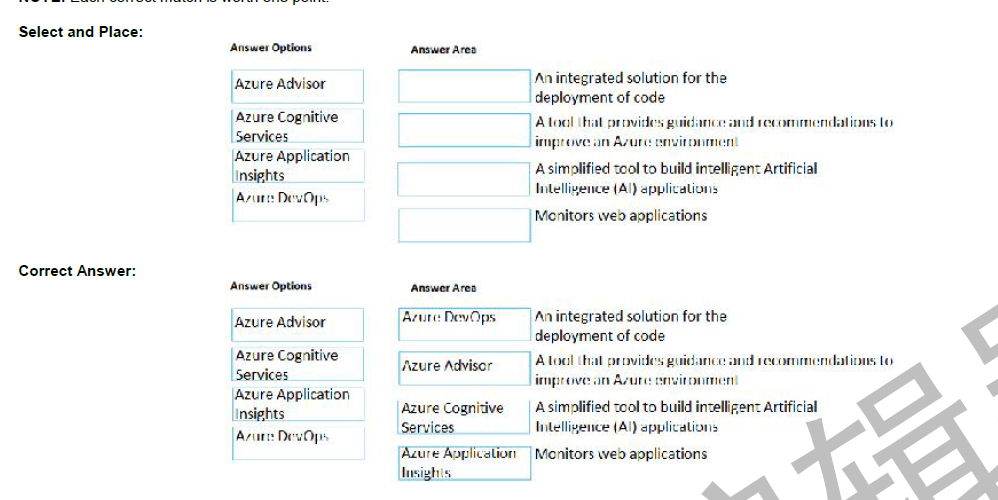 NOTE: Each correct match is worth one point.
Select and Place:
Answer Options
Answer Area
Azure Advisor
An integrated solution for the
deployment of code
Azure Cognitive
Services
A tool that provides guidance and recommendations to
improve an Azure environment
Azure Application
Insights
A simplified tool to build intelligent Artificial
Intelligence (AI) applications
Azure DevOps
Monitors web applications
Correct Answer:
Answer Options
Answer Area
Azure Advisor
Azure DevOps
An integrated solution for the
deployment of code
Azure Cognitive
Services
Azure Advisor
A tool that provides guidance and recommendations to
improve an Azure environment
Azure Application
Insights
Azure Cognitive
Services
A simplified tool to build intelligent Artificial
Intelligence (AI) applications
Azure DevOps
Azure Application
Insights
Monitors web applications
辑